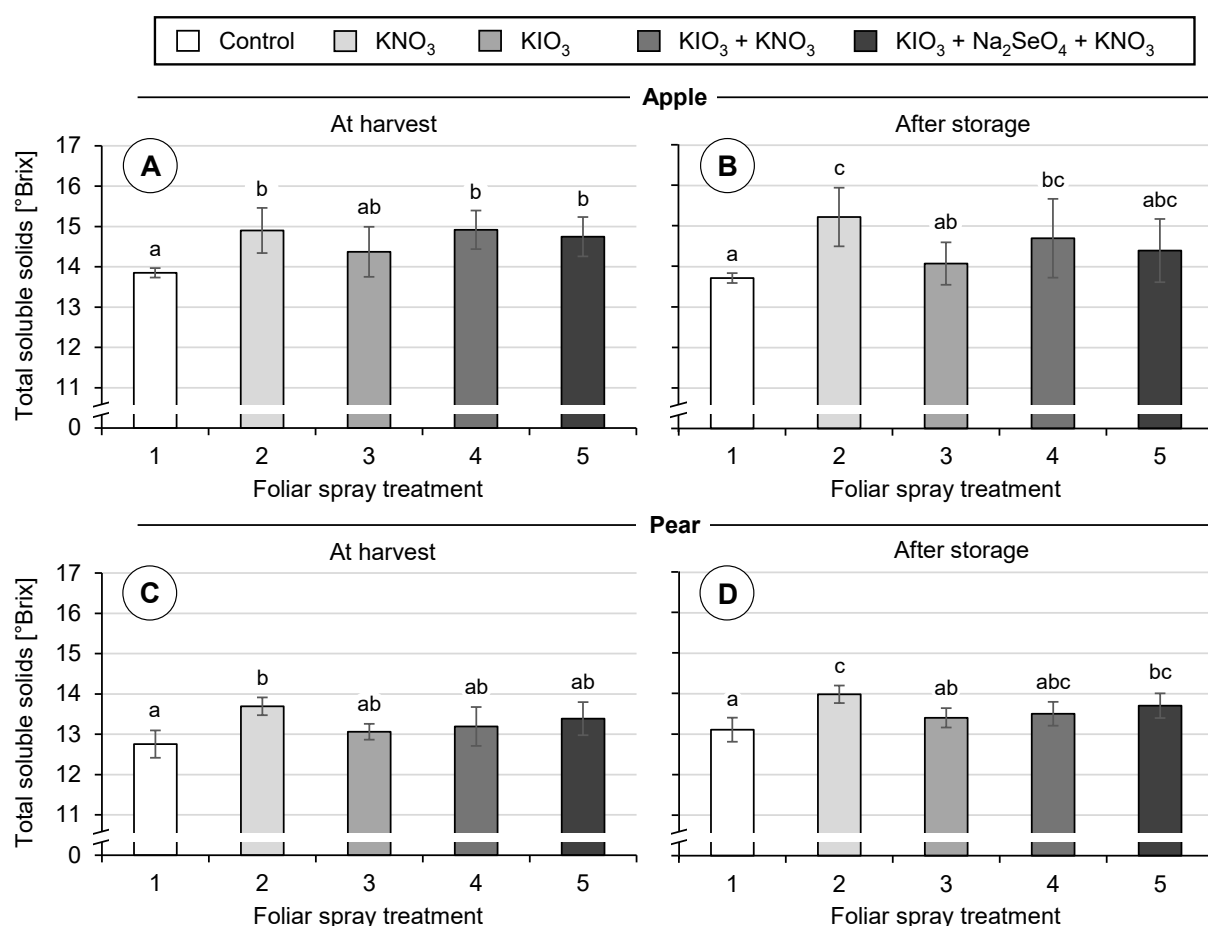 Control KNO₃ KIO₃ KIO₃ + KNO₃ KIO₃ + Na₂SeO₄ + KNO₃
Apple
At harvest After storage
Total soluble solids [°Brix]
17
16
15
14
13
12
11
0
A
a b ab b b
1 2 3 4 5
Foliar spray treatment
B
a c ab bc abc
1 2 3 4 5
Foliar spray treatment
Pear
At harvest After storage
Total soluble solids [°Brix]
17
16
15
14
13
12
11
0
C
a b ab ab ab
1 2 3 4 5
Foliar spray treatment
D
a c ab abc bc
1 2 3 4 5
Foliar spray treatment